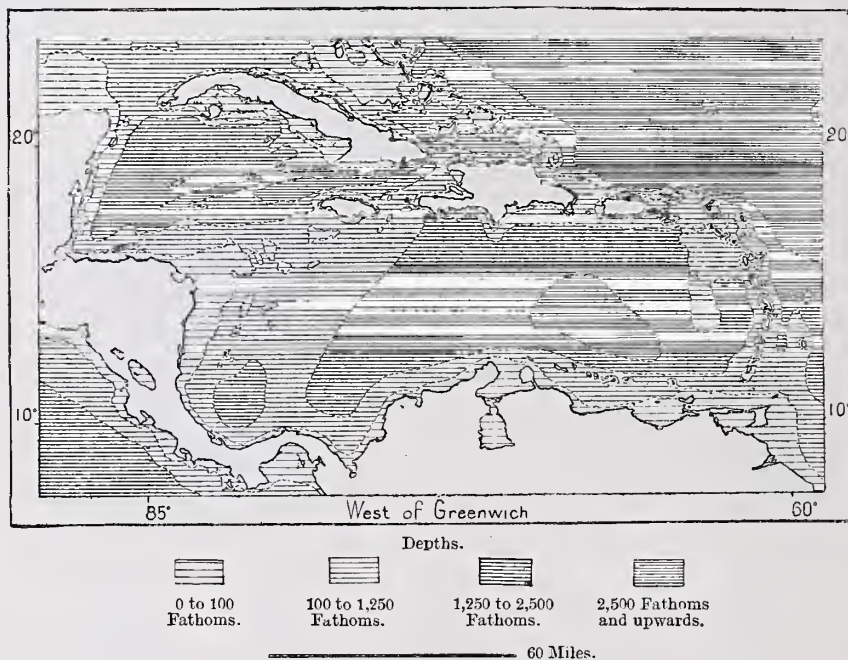 20°
20°
10°
10°
85°
West of Greenwich
60°
Depths.
0 to 100
Fathoms.
100 to 1,250
Fathoms.
1,250 to 2,500
Fathoms.
2,500 Fathoms
and upwards.
60 Miles.